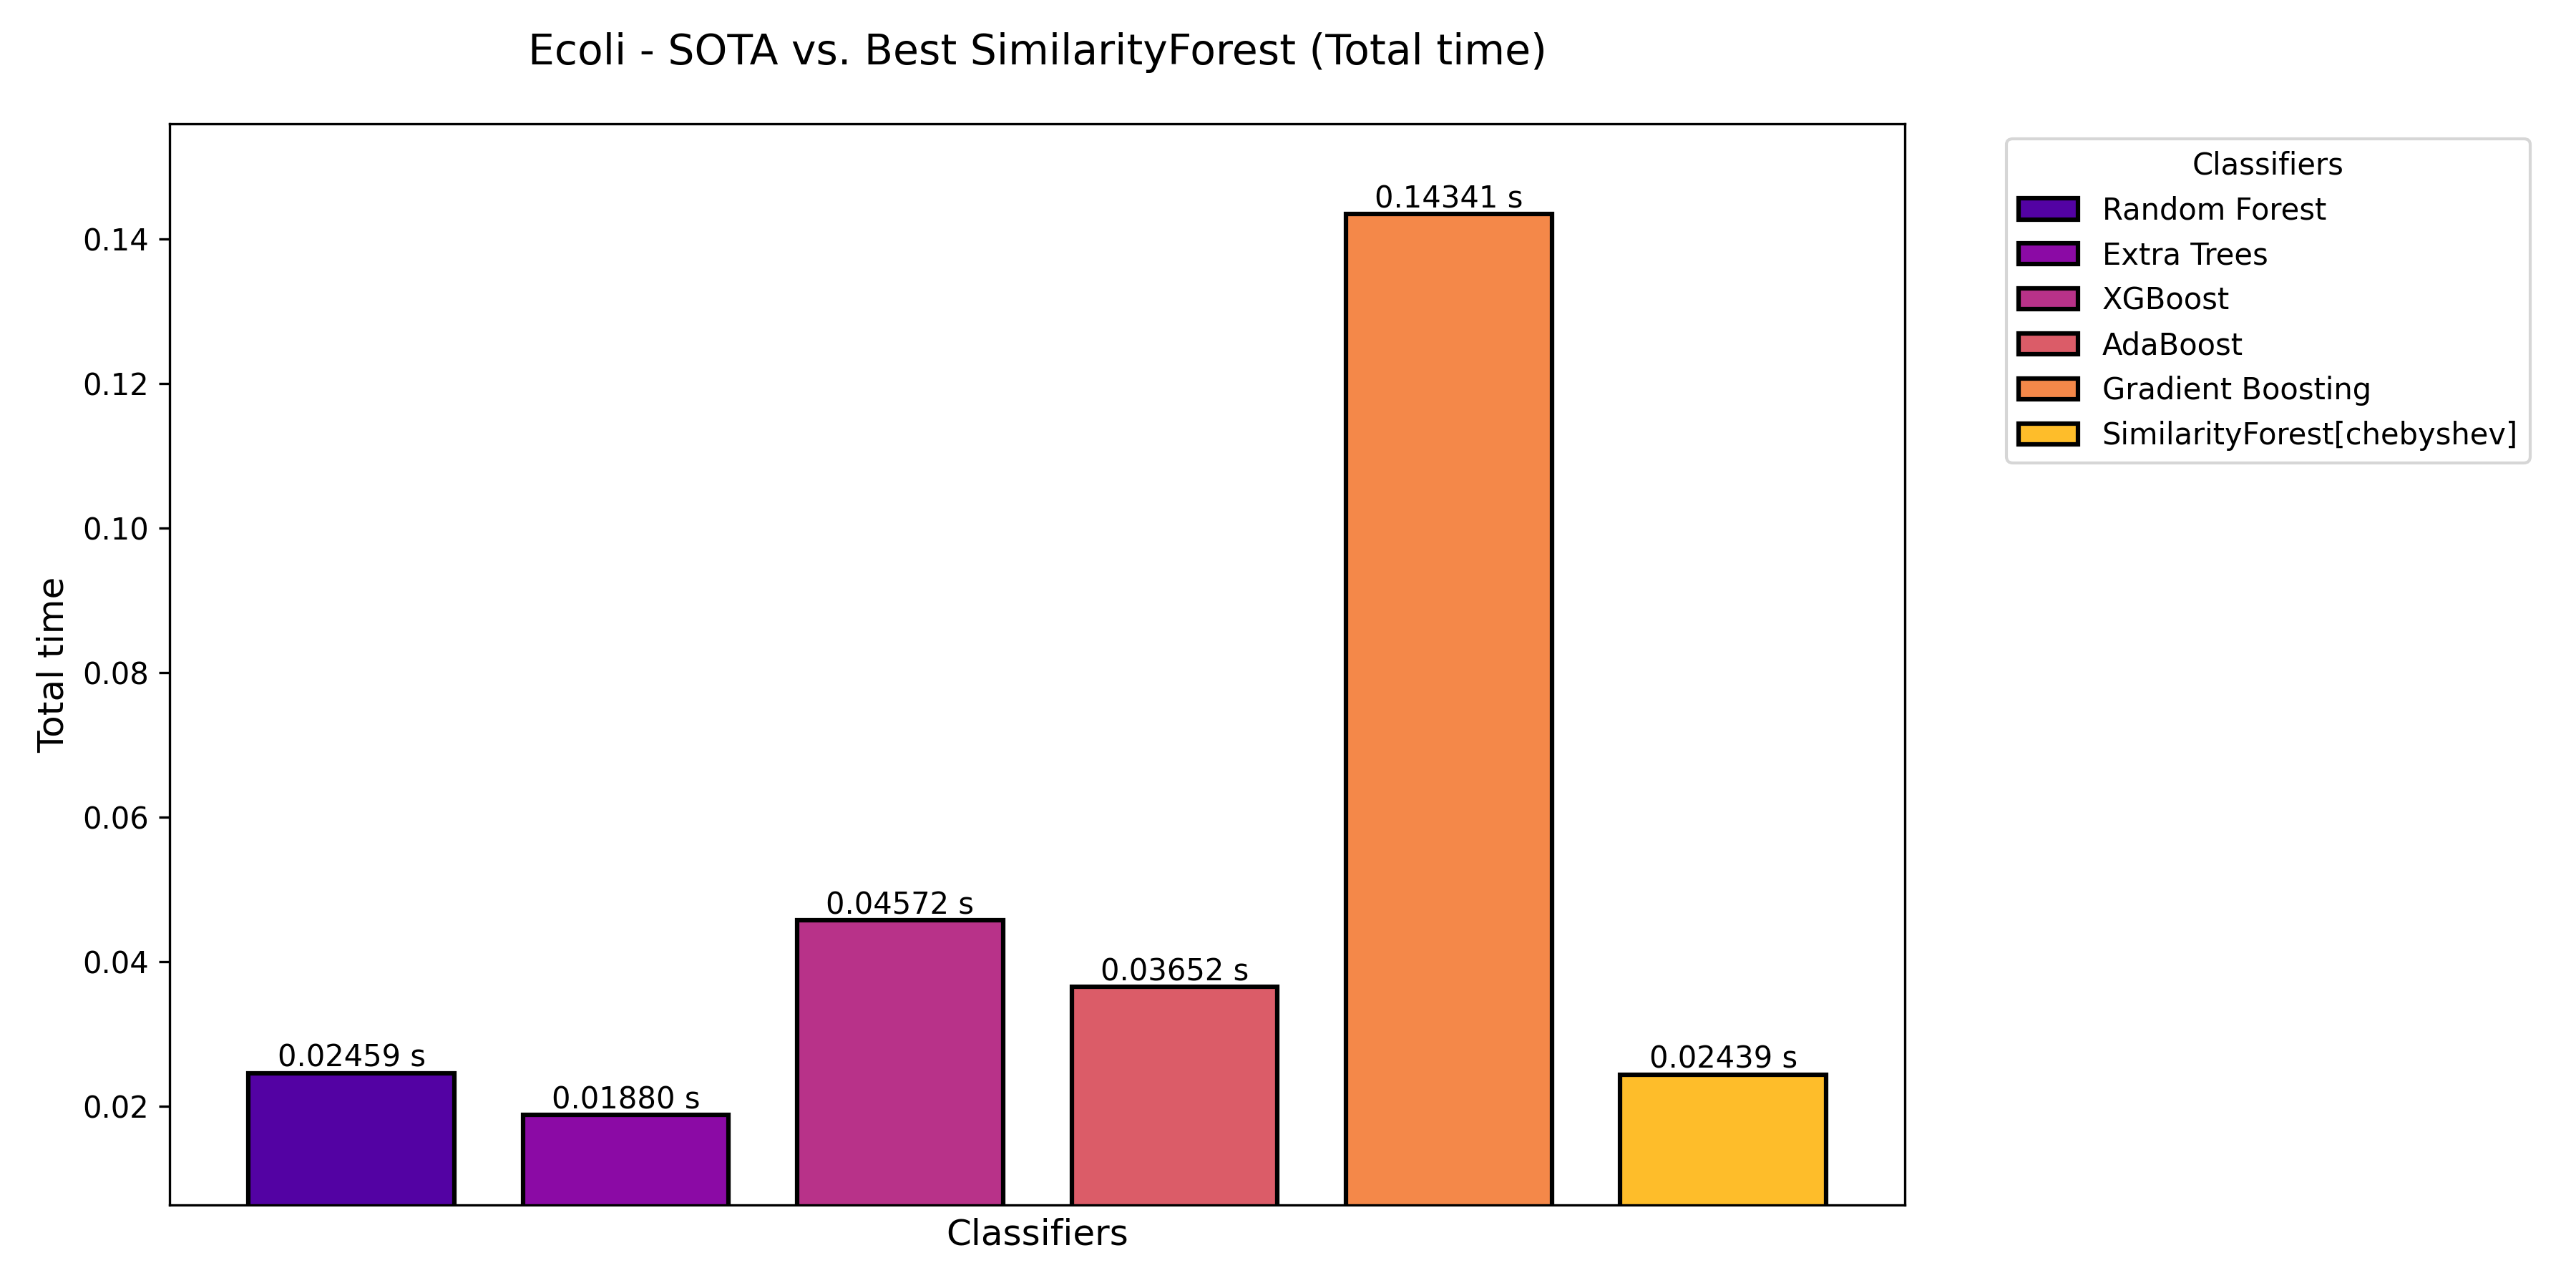 Ecoli - SOTA vs. Best SimilarityForest (Total time)
Total time
0.14
0.12
0.10
0.08
0.06
0.04
0.02
0.02459 s
0.01880 s
0.04572 s
0.03652 s
0.14341 s
0.02439 s
Classifiers
Classifiers
Random Forest
Extra Trees
XGBoost
AdaBoost
Gradient Boosting
SimilarityForest[chebyshev]